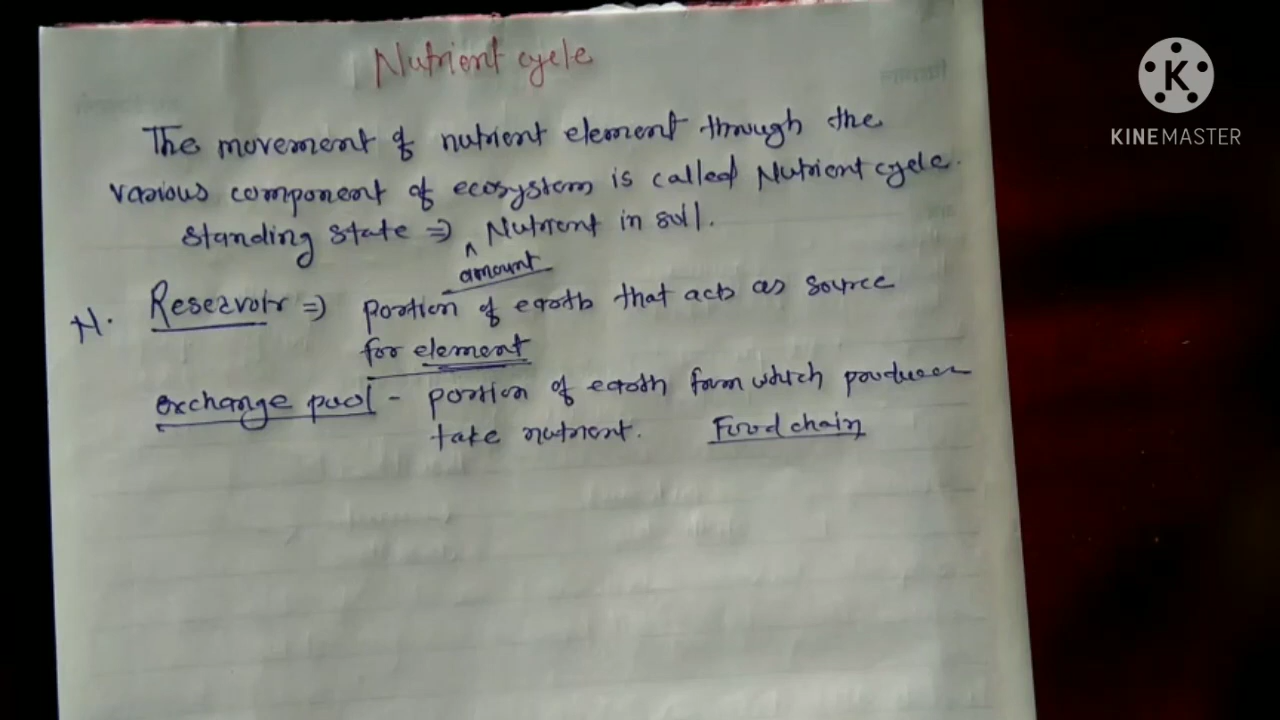 Nutrient cycle
The movement of nutrient element through the
various component of ecosystem is called Nutrient cycle.
standing state => ^ Nutrient in soil.
amount
N. Reservoir => portion of earth that acts as source
for element
exchange pool - portion of earth form which producer
take nutrient. Food chain
K
KINEMASTER